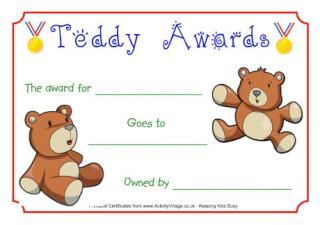 Teddy Awards
The award for
Goes to
Owned by
Certificates from www.ActivityVillage.co.uk - Keeping Kids Busy